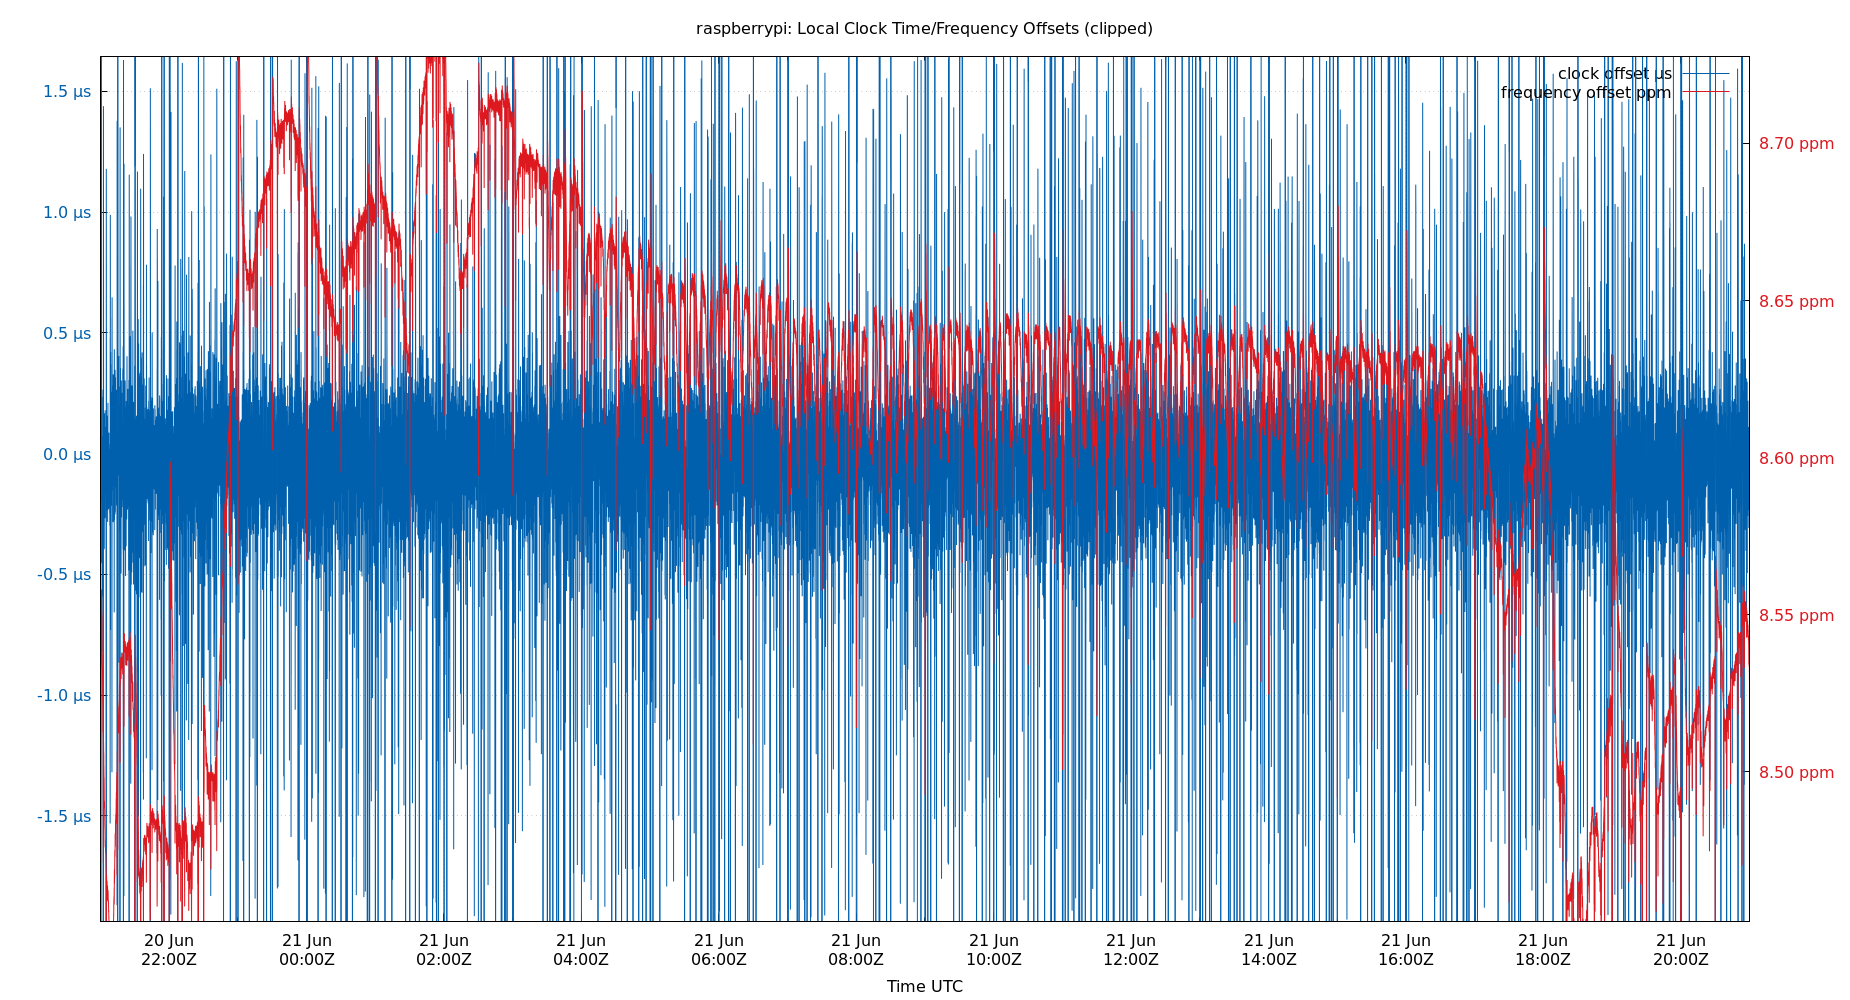 raspberrypi: Local Clock Time/Frequency Offsets (clipped)
clock offset µs
frequency offset ppm
1.5 µs
1.0 µs
0.5 µs
0.0 µs
-0.5 µs
-1.0 µs
-1.5 µs
8.70 ppm
8.65 ppm
8.60 ppm
8.55 ppm
8.50 ppm
20 Jun
22:00Z
21 Jun
00:00Z
21 Jun
02:00Z
21 Jun
04:00Z
21 Jun
06:00Z
21 Jun
08:00Z
21 Jun
10:00Z
21 Jun
12:00Z
21 Jun
14:00Z
21 Jun
16:00Z
21 Jun
18:00Z
21 Jun
20:00Z
Time UTC